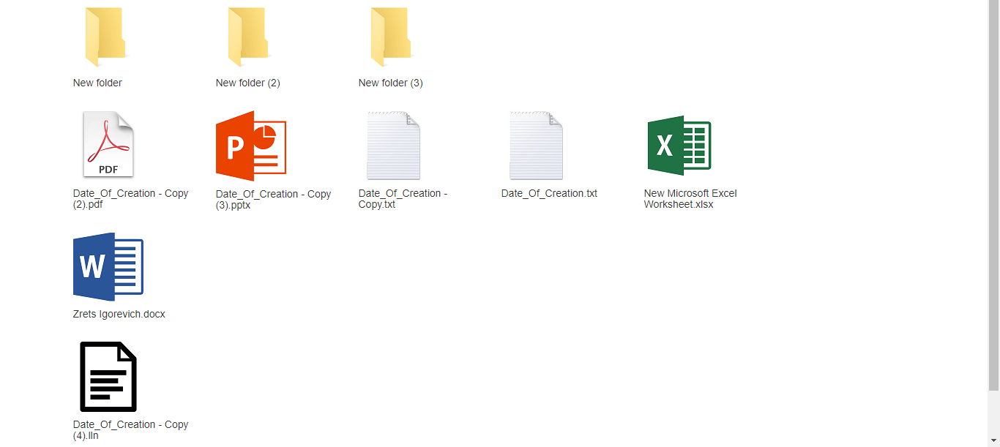 New folder
New folder (2)
New folder (3)
PDF
P
Date_Of_Creation - Copy
(2).pdf
Date_Of_Creation - Copy
(3).pptx
Date_Of_Creation -
Copy.txt
Date_Of_Creation.txt
X
New Microsoft Excel
Worksheet.xlsx
W
Zrets Igorevich.docx
Date_Of_Creation - Copy
(4).lln